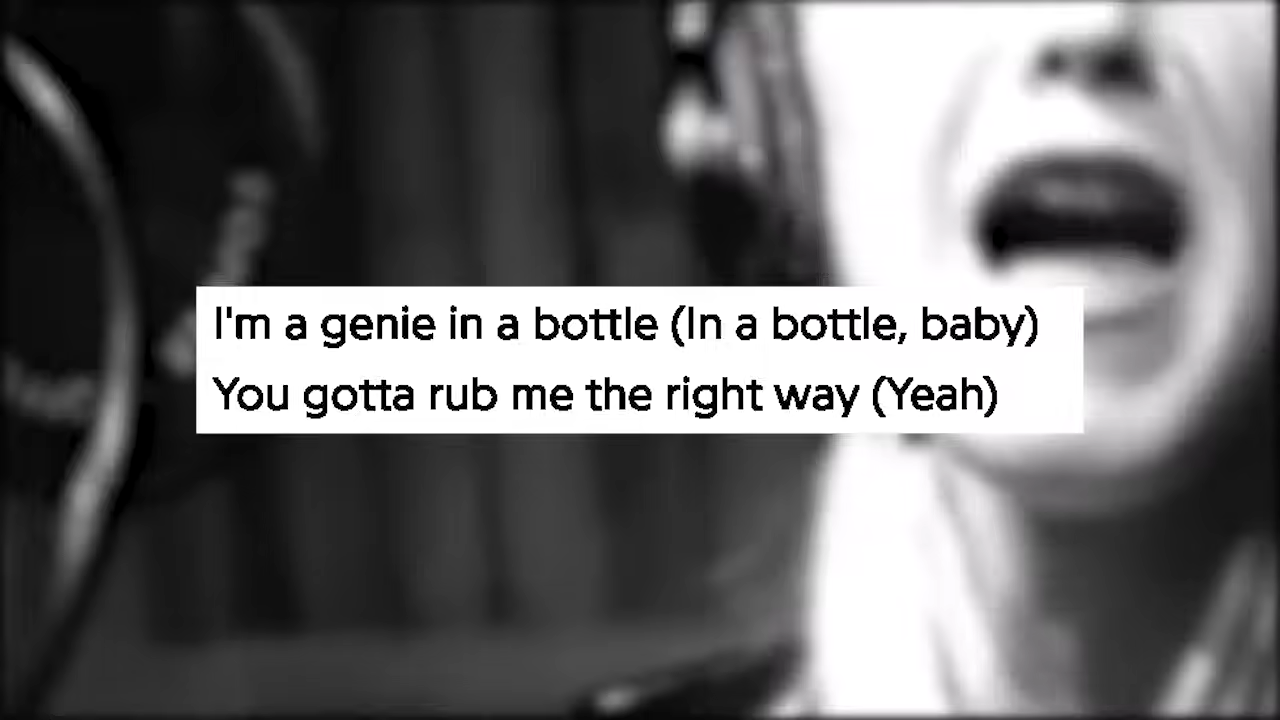 I'm a genie in a bottle (In a bottle, baby)
You gotta rub me the right way (Yeah)